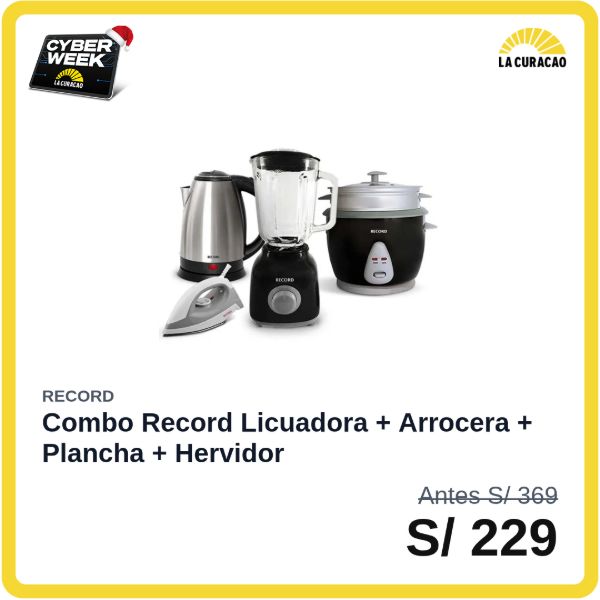 CYBER
WEEK
LA CURACAO
LA CURACAO
RECORD
RECORD
RECORD
RECORD
Combo Record Licuadora + Arrocera +
Plancha + Hervidor
Antes S/ 369
S/ 229